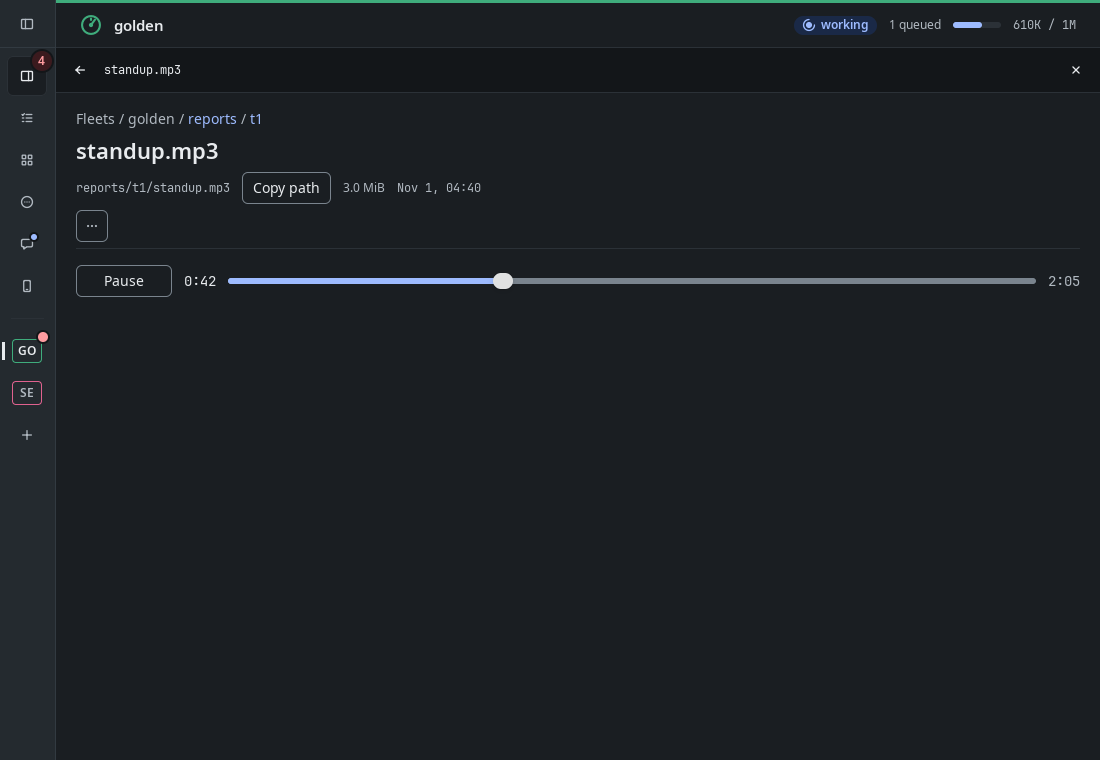 golden
working
1 queued
610K / 1M
4
standup.mp3
Fleets / golden / reports / t1
standup.mp3
reports/t1/standup.mp3
Copy path
3.0 MiB
Nov 1, 04:40
Pause
0:42
2:05
GO
SE